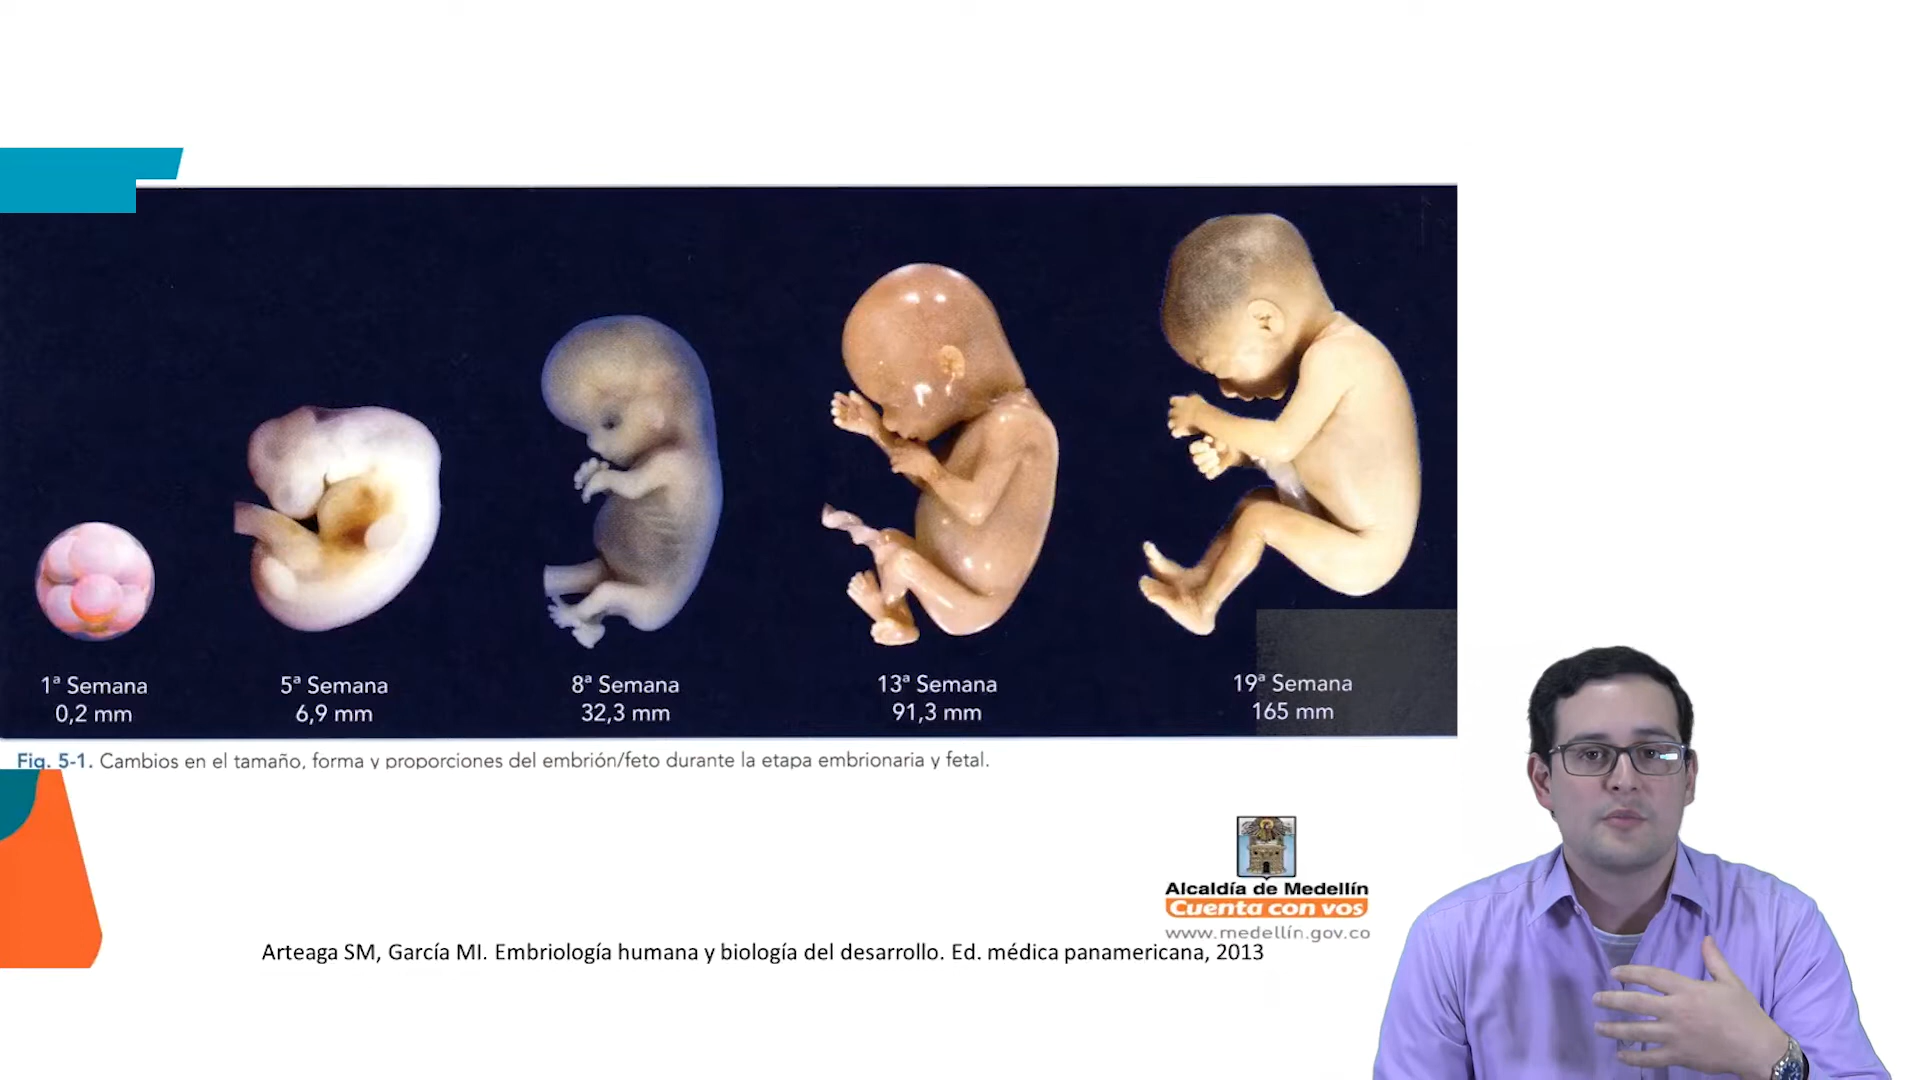 1ª Semana
0,2 mm
5ª Semana
6,9 mm
8ª Semana
32,3 mm
13ª Semana
91,3 mm
19ª Semana
165 mm
Fig. 5-1. Cambios en el tamaño, forma y proporciones del embrión/feto durante la etapa embrionaria y fetal.
Alcaldía de Medellín
Cuenta con vos
www.medellín.gov.co
Arteaga SM, García MI. Embriología humana y biología del desarrollo. Ed. médica panamericana, 2013